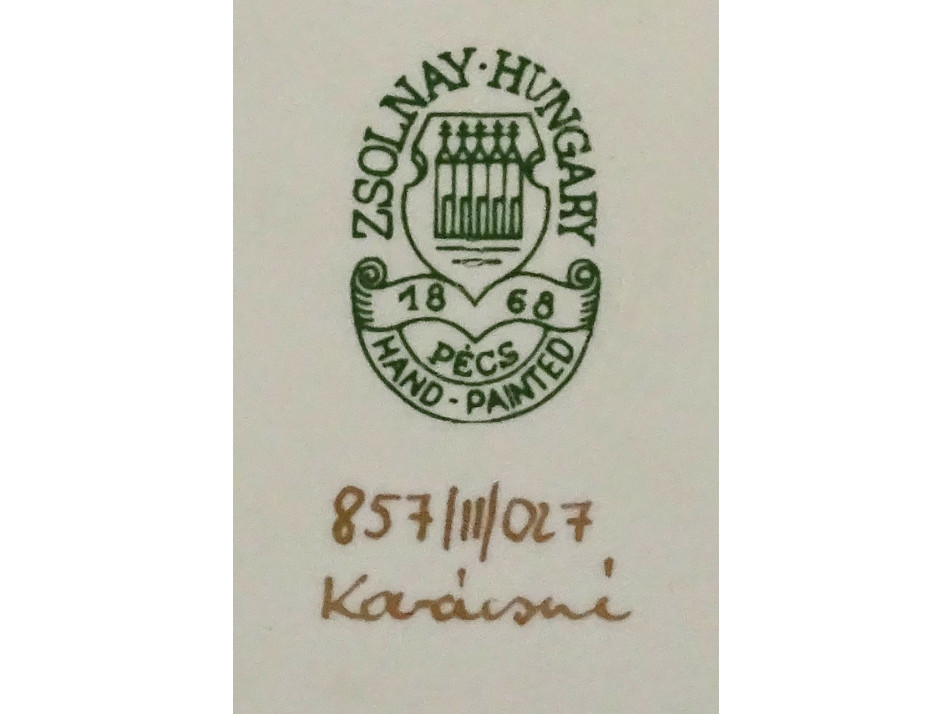 ZSOLNAY · HUNGARY
18 68
PÉCS
HAND - PAINTED
857/III/027
Kovácsné